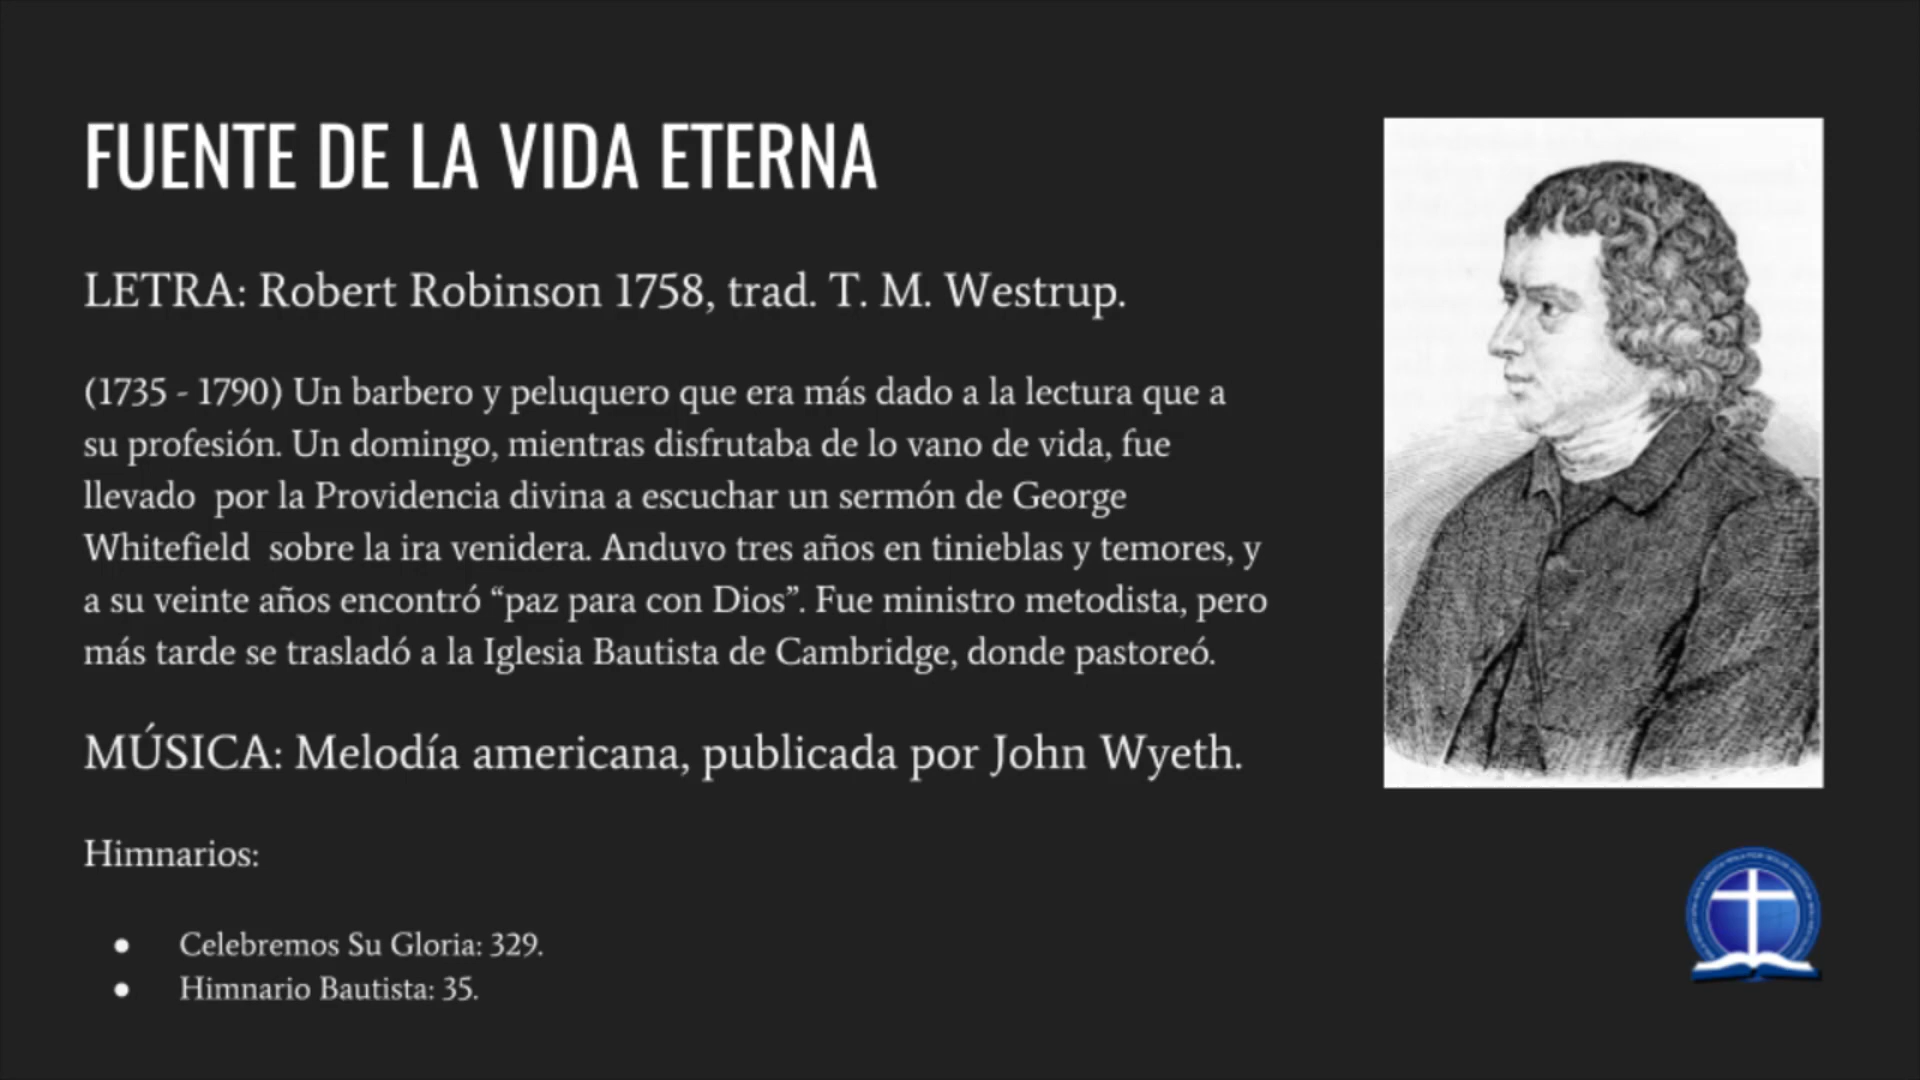 FUENTE DE LA VIDA ETERNA
LETRA: Robert Robinson 1758, trad. T. M. Westrup.
(1735 - 1790) Un barbero y peluquero que era más dado a la lectura que a
su profesión. Un domingo, mientras disfrutaba de lo vano de vida, fue
llevado  por la Providencia divina a escuchar un sermón de George
Whitefield  sobre la ira venidera. Anduvo tres años en tinieblas y temores, y
a su veinte años encontró “paz para con Dios”. Fue ministro metodista, pero
más tarde se trasladó a la Iglesia Bautista de Cambridge, donde pastoreó.
MÚSICA: Melodía americana, publicada por John Wyeth.
Himnarios:
● Celebremos Su Gloria: 329.
● Himnario Bautista: 35.